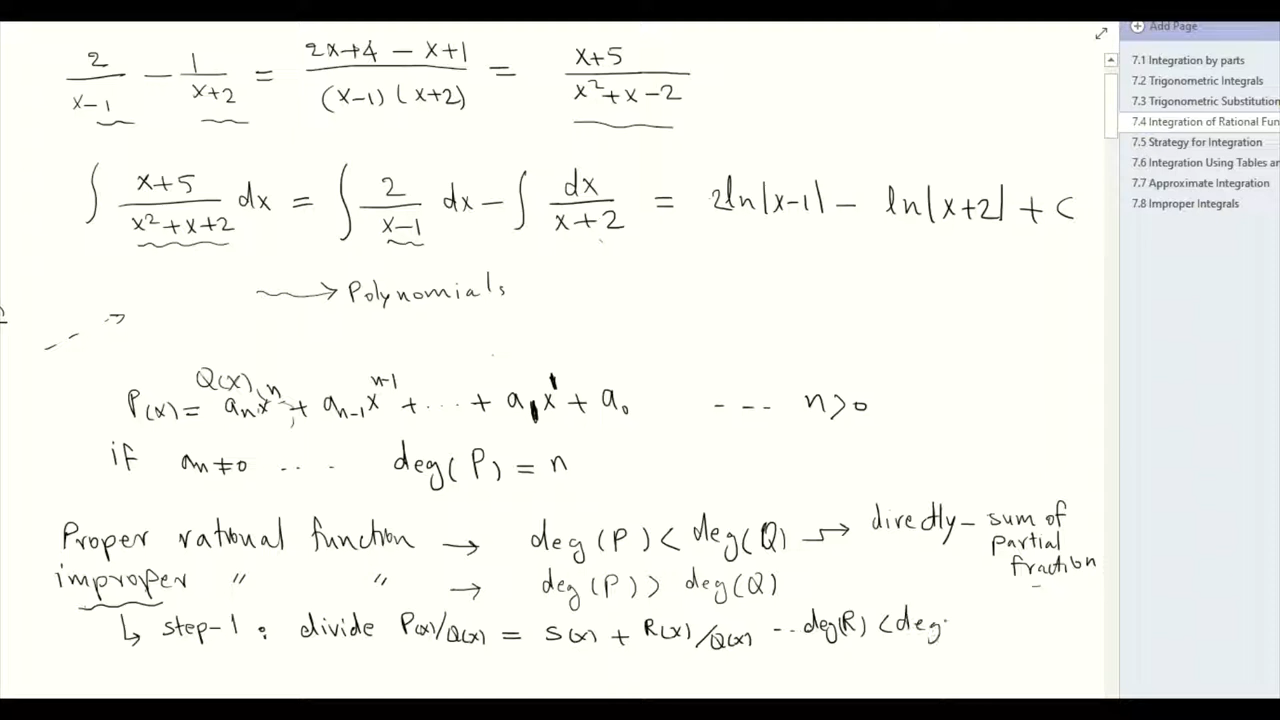 2/(x-1) - 1/(x+2) = (2x+4 - x+1)/((x-1)(x+2)) = (x+5)/(x²+x-2)
∫ (x+5)/(x²+x+2) dx = ∫ 2/(x-1) dx - ∫ dx/(x+2) = 2ln|x-1| - ln|x+2| + C
⟶ Polynomials
Q(x)
P(x) = aₙxⁿ + aₙ₋₁xⁿ⁻¹ + ... + a₁x¹ + a₀ --- n>0
if aₙ≠0 .... deg(P) = n
Proper rational function → deg(P) < deg(Q) → directly - sum of partial fraction
improper " " → deg(P) > deg(Q)
↳ step-1 : divide P(x)/Q(x) = S(x) + R(x)/Q(x) ... deg(R) < deg
Add Page
7.1 Integration by parts
7.2 Trigonometric Integrals
7.3 Trigonometric Substitutio
7.4 Integration of Rational Fun
7.5 Strategy for Integration
7.6 Integration Using Tables an
7.7 Approximate Integration
7.8 Improper Integrals